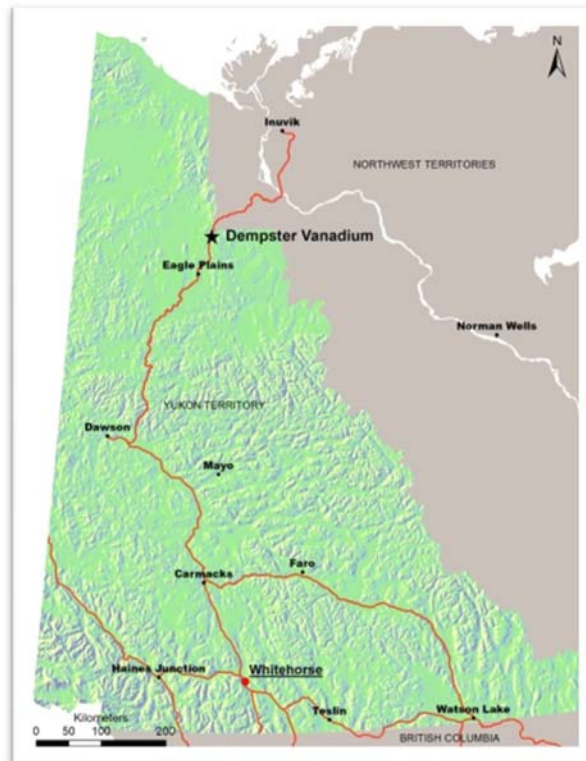 N
Inuvik
NORTHWEST TERRITORIES
Dempster Vanadium
Eagle Plains
Norman Wells
YUKON TERRITORY
Dawson
Mayo
Faro
Carmacks
Haines Junction
Whitehorse
Teslin
Watson Lake
Kilometers
0 50 100 200
BRITISH COLUMBIA